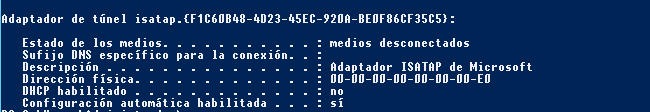 Adaptador de túnel isatap.{F1C60B48-4D23-45EC-920A-BE0F86CF35C5}:
Estado de los medios. . . . . . . . . . . : medios desconectados
Sufijo DNS específico para la conexión. . :
Descripción . . . . . . . . . . . . . . . : Adaptador ISATAP de Microsoft
Dirección física. . . . . . . . . . . . . : 00-00-00-00-00-00-00-E0
DHCP habilitado . . . . . . . . . . . . . : no
Configuración automática habilitada . . . : sí